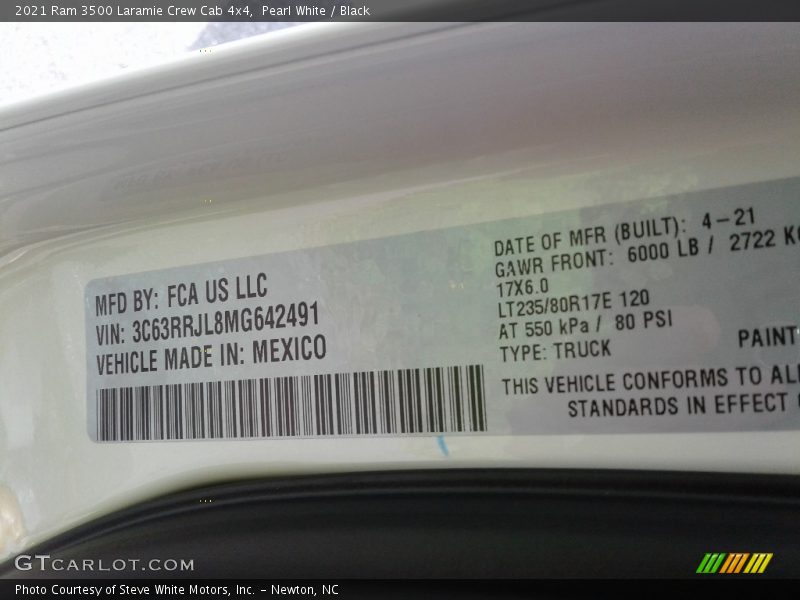 2021 Ram 3500 Laramie Crew Cab 4x4,  Pearl White / Black
MFD BY: FCA US LLC
VIN: 3C63RRJL8MG642491
VEHICLE MADE IN: MEXICO
DATE OF MFR (BUILT): 4-21
GAWR FRONT: 6000 LB / 2722 KG
17X6.0
LT235/80R17E 120
AT 550 kPa / 80 PSI
TYPE: TRUCK
PAINT
THIS VEHICLE CONFORMS TO ALL
STANDARDS IN EFFECT
GTCARLOT.COM
Photo Courtesy of Steve White Motors, Inc. - Newton, NC